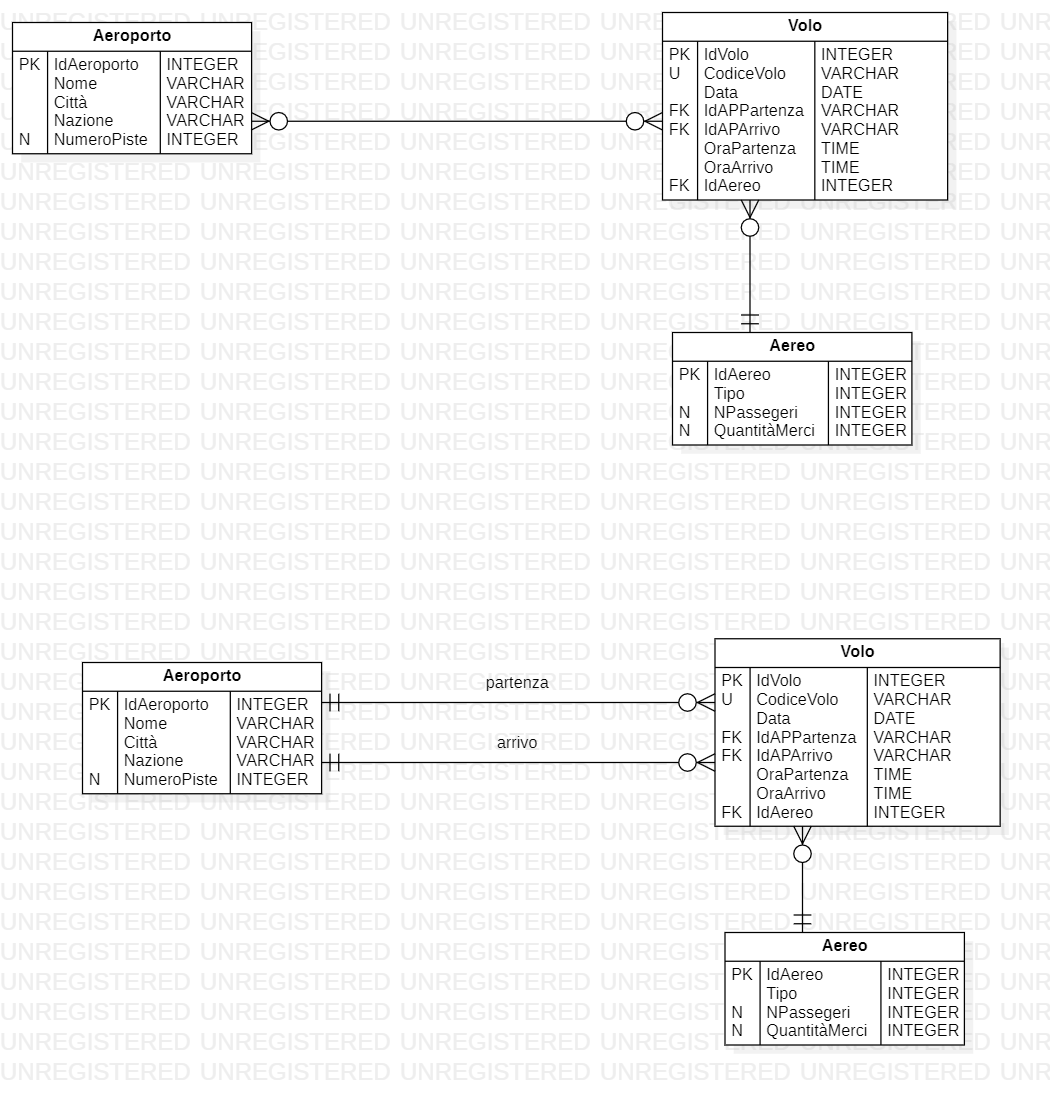 Aeroporto
PK IdAeroporto INTEGER
Nome VARCHAR
Città VARCHAR
Nazione VARCHAR
N NumeroPiste INTEGER
Volo
PK IdVolo INTEGER
U CodiceVolo VARCHAR
Data DATE
FK IdAPPartenza VARCHAR
FK IdAPArrivo VARCHAR
OraPartenza TIME
OraArrivo TIME
FK IdAereo INTEGER
Aereo
PK IdAereo INTEGER
Tipo INTEGER
N NPassegeri INTEGER
N QuantitàMerci INTEGER
Aeroporto
PK IdAeroporto INTEGER
Nome VARCHAR
Città VARCHAR
Nazione VARCHAR
N NumeroPiste INTEGER
partenza
arrivo
Volo
PK IdVolo INTEGER
U CodiceVolo VARCHAR
Data DATE
FK IdAPPartenza VARCHAR
FK IdAPArrivo VARCHAR
OraPartenza TIME
OraArrivo TIME
FK IdAereo INTEGER
Aereo
PK IdAereo INTEGER
Tipo INTEGER
N NPassegeri INTEGER
N QuantitàMerci INTEGER
UNREGISTERED